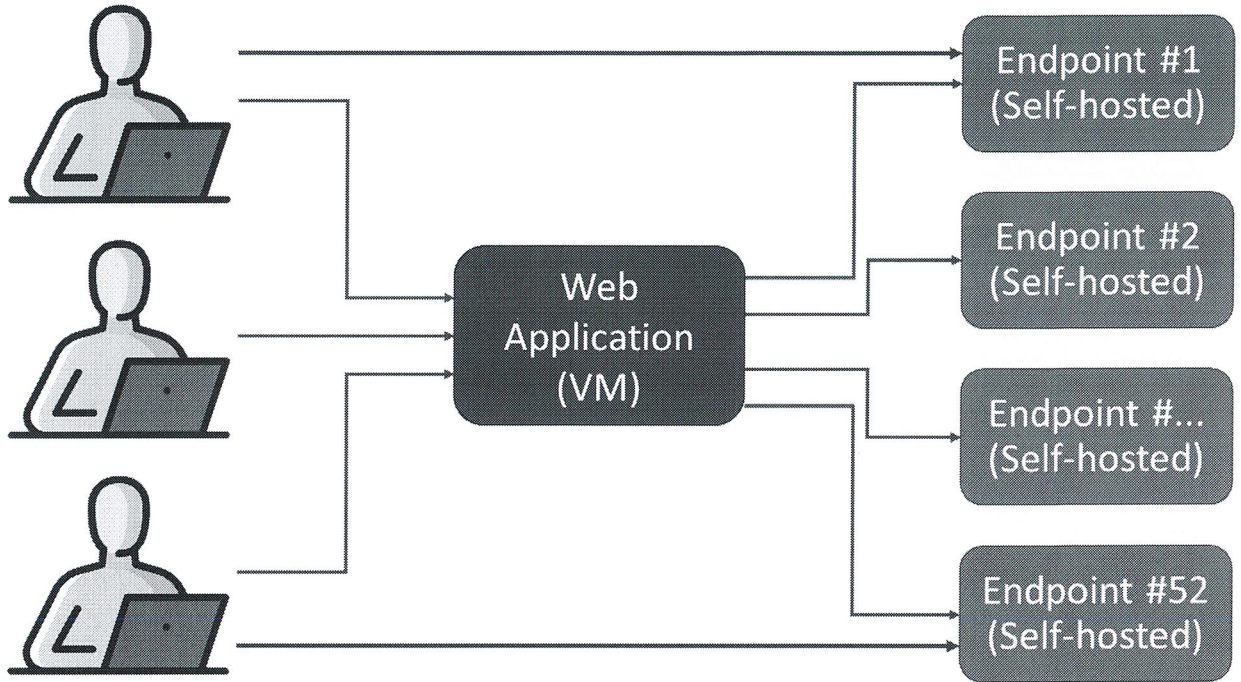 Endpoint #1
(Self-hosted)
Endpoint #2
(Self-hosted)
Web
Application
(VM)
Endpoint #...
(Self-hosted)
Endpoint #52
(Self-hosted)